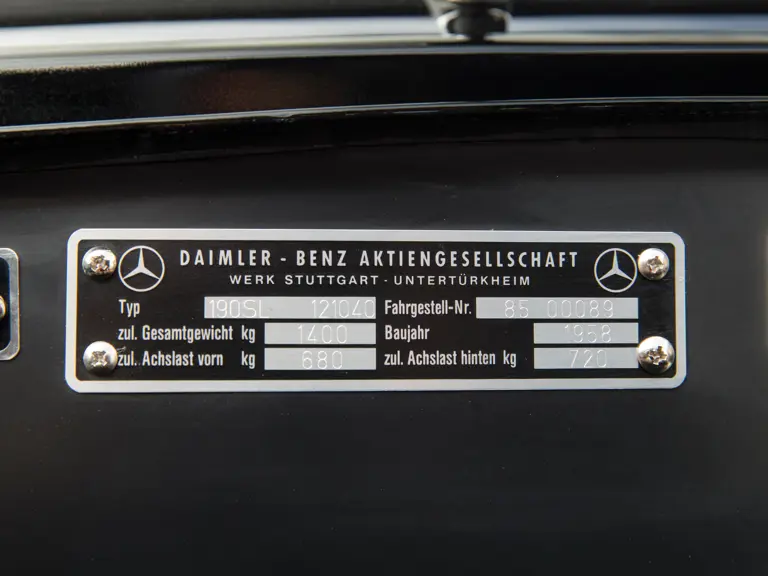 DAIMLER - BENZ AKTIENGESELLSCHAFT
WERK STUTTGART - UNTERTÜRKHEIM
Typ 190SL 121040 Fahrgestell-Nr. 85 00089
zul. Gesamtgewicht kg 1400 Baujahr 1958
zul. Achslast vorn kg 680 zul. Achslast hinten kg 720